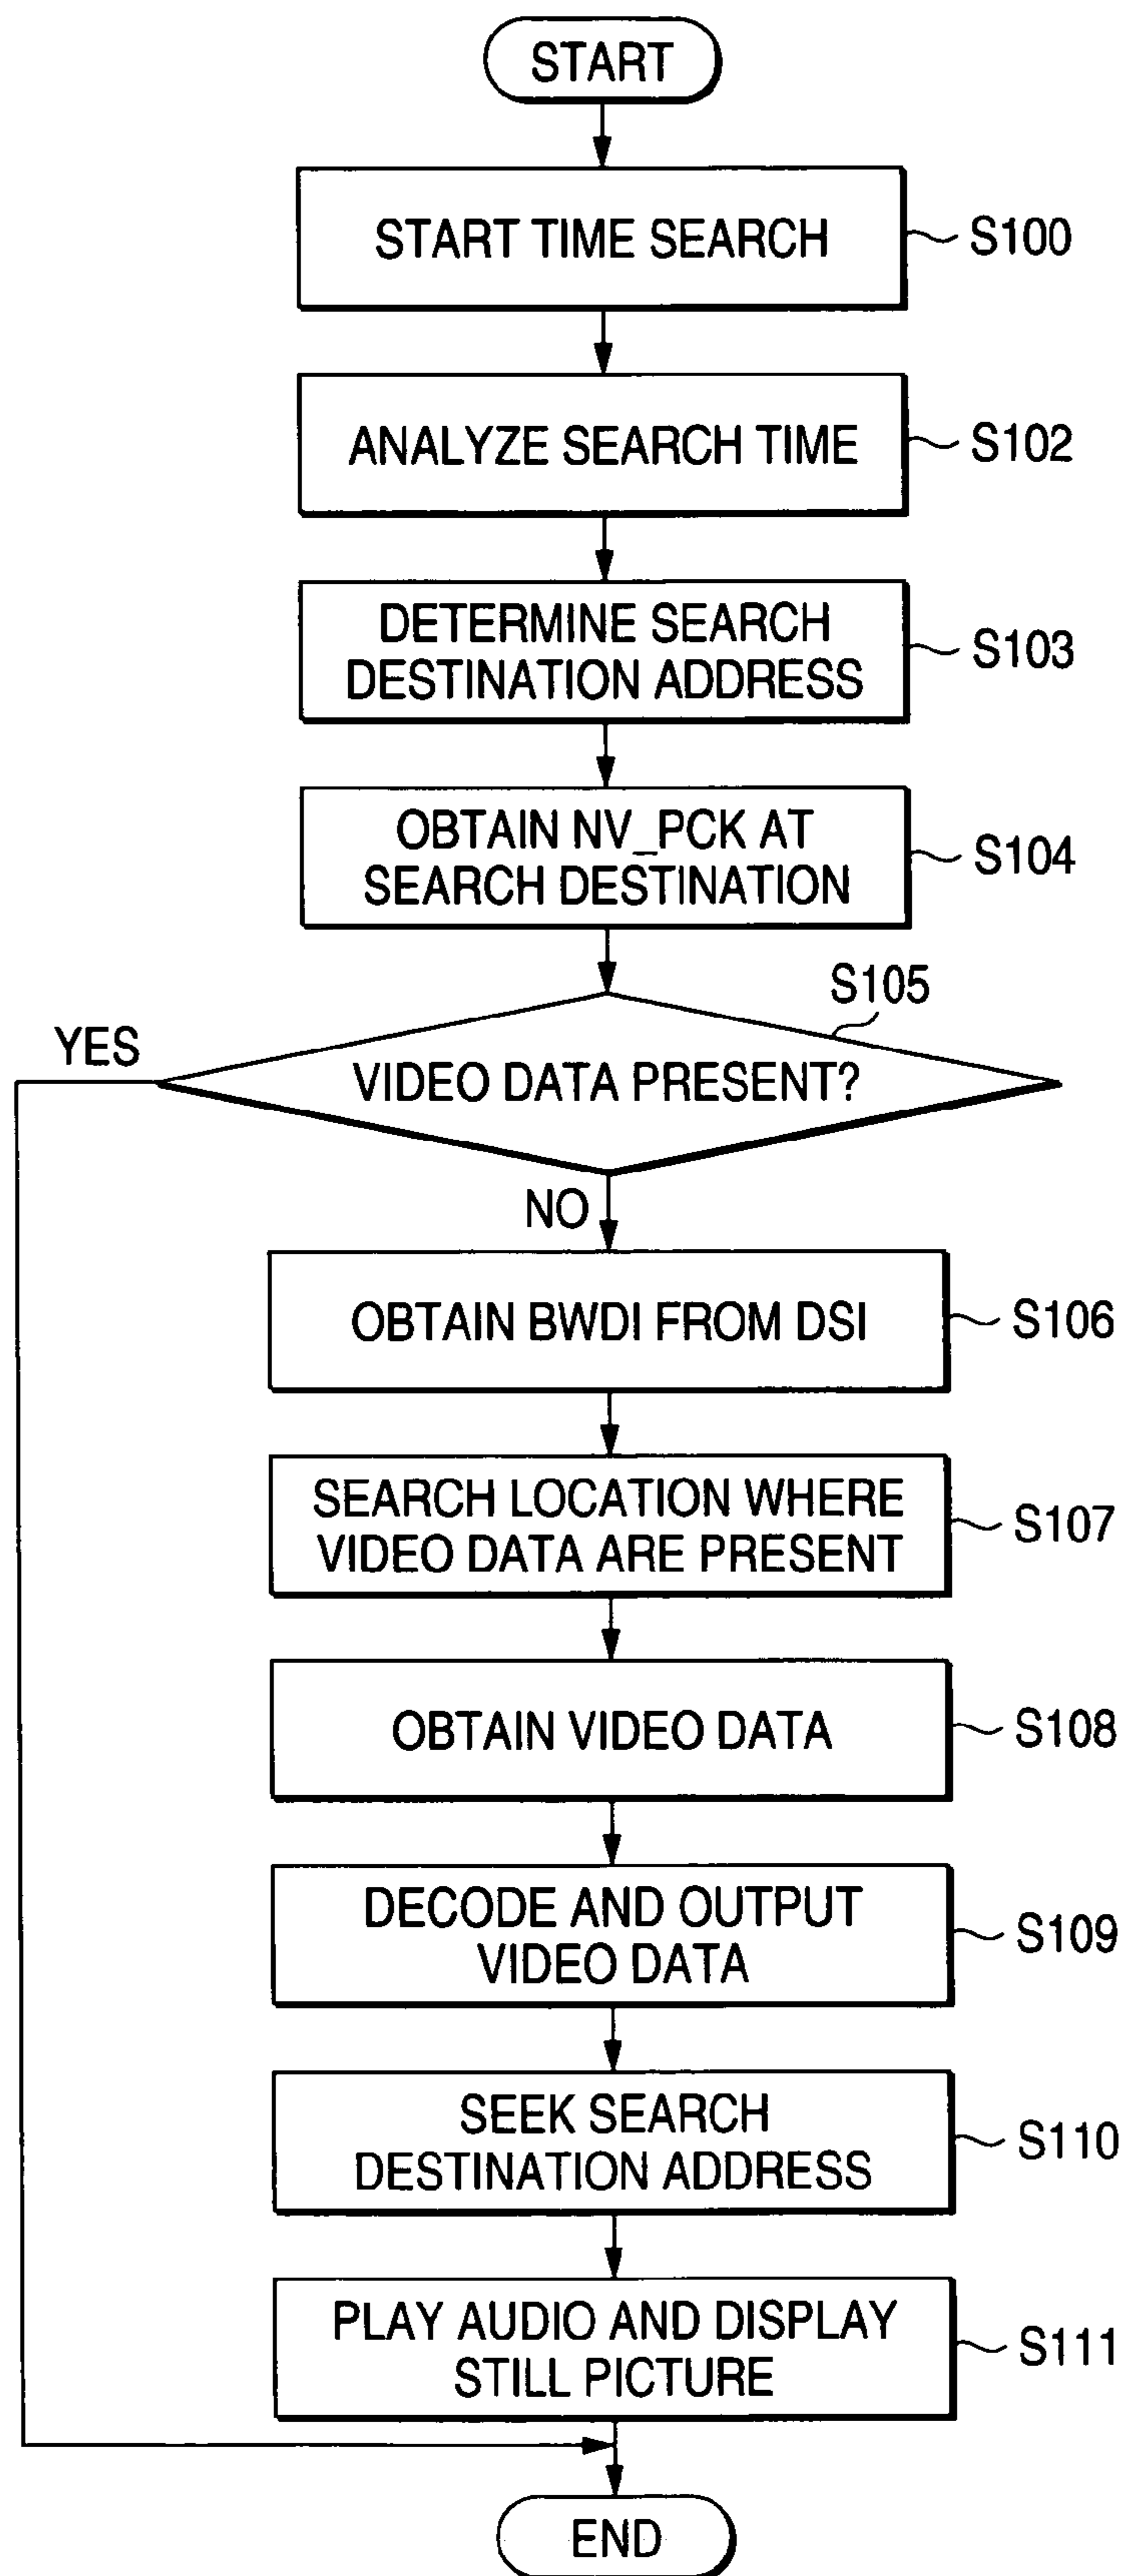 START
START TIME SEARCH
S100
ANALYZE SEARCH TIME
S102
DETERMINE SEARCH
DESTINATION ADDRESS
S103
OBTAIN NV_PCK AT
SEARCH DESTINATION
S104
S105
YES
VIDEO DATA PRESENT?
NO
OBTAIN BWDI FROM DSI
S106
SEARCH LOCATION WHERE
VIDEO DATA ARE PRESENT
S107
OBTAIN VIDEO DATA
S108
DECODE AND OUTPUT
VIDEO DATA
S109
SEEK SEARCH
DESTINATION ADDRESS
S110
PLAY AUDIO AND DISPLAY
STILL PICTURE
S111
END